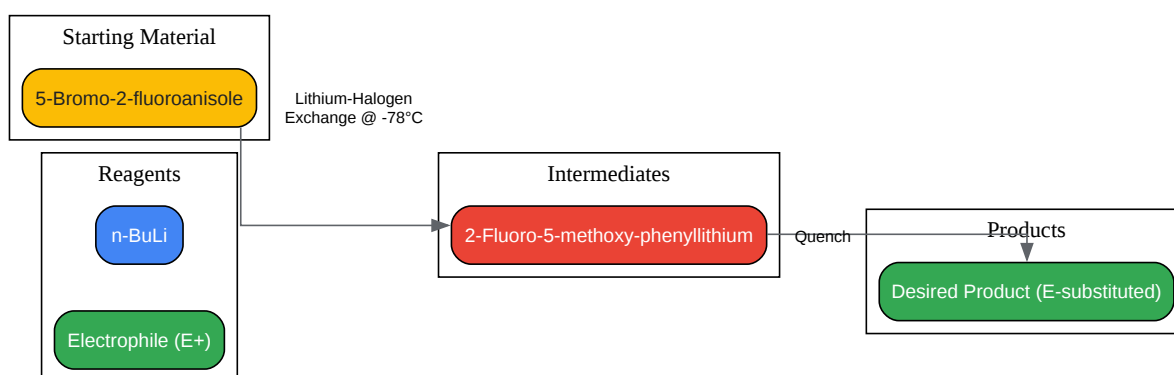 Starting Material
5-Bromo-2-fluoroanisole
Lithium-Halogen
Exchange @ -78°C
Reagents
n-BuLi
Electrophile (E+)
Intermediates
2-Fluoro-5-methoxy-phenyllithium
Quench
Products
Desired Product (E-substituted)